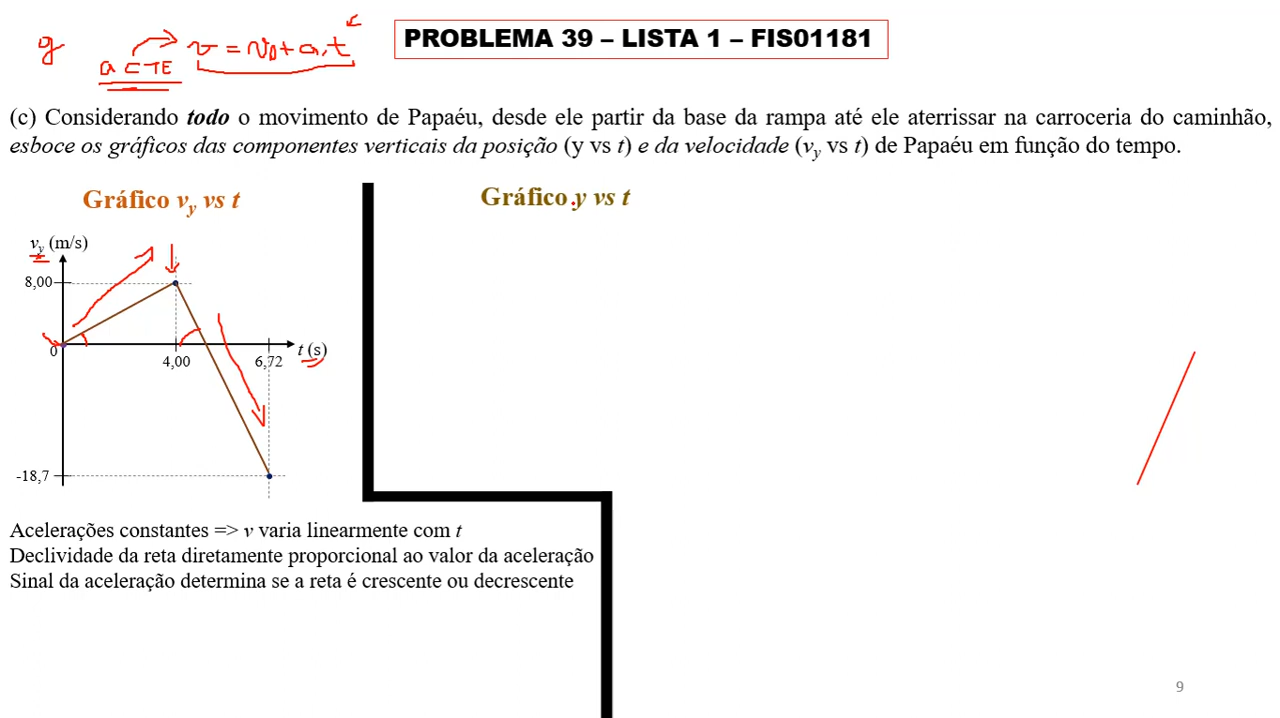 g
a CTE
v = v0 + a.t
PROBLEMA 39 – LISTA 1 – FIS01181
(c) Considerando todo o movimento de Papaéu, desde ele partir da base da rampa até ele aterrissar na carroceria do caminhão,
esboce os gráficos das componentes verticais da posição (y vs t) e da velocidade (vy vs t) de Papaéu em função do tempo.
Gráfico vy vs t
Gráfico y vs t
vy (m/s)
8,00
0
t (s)
4,00
6,72
-18,7
Acelerações constantes => v varia linearmente com t
Declividade da reta diretamente proporcional ao valor da aceleração
Sinal da aceleração determina se a reta é crescente ou decrescente
9